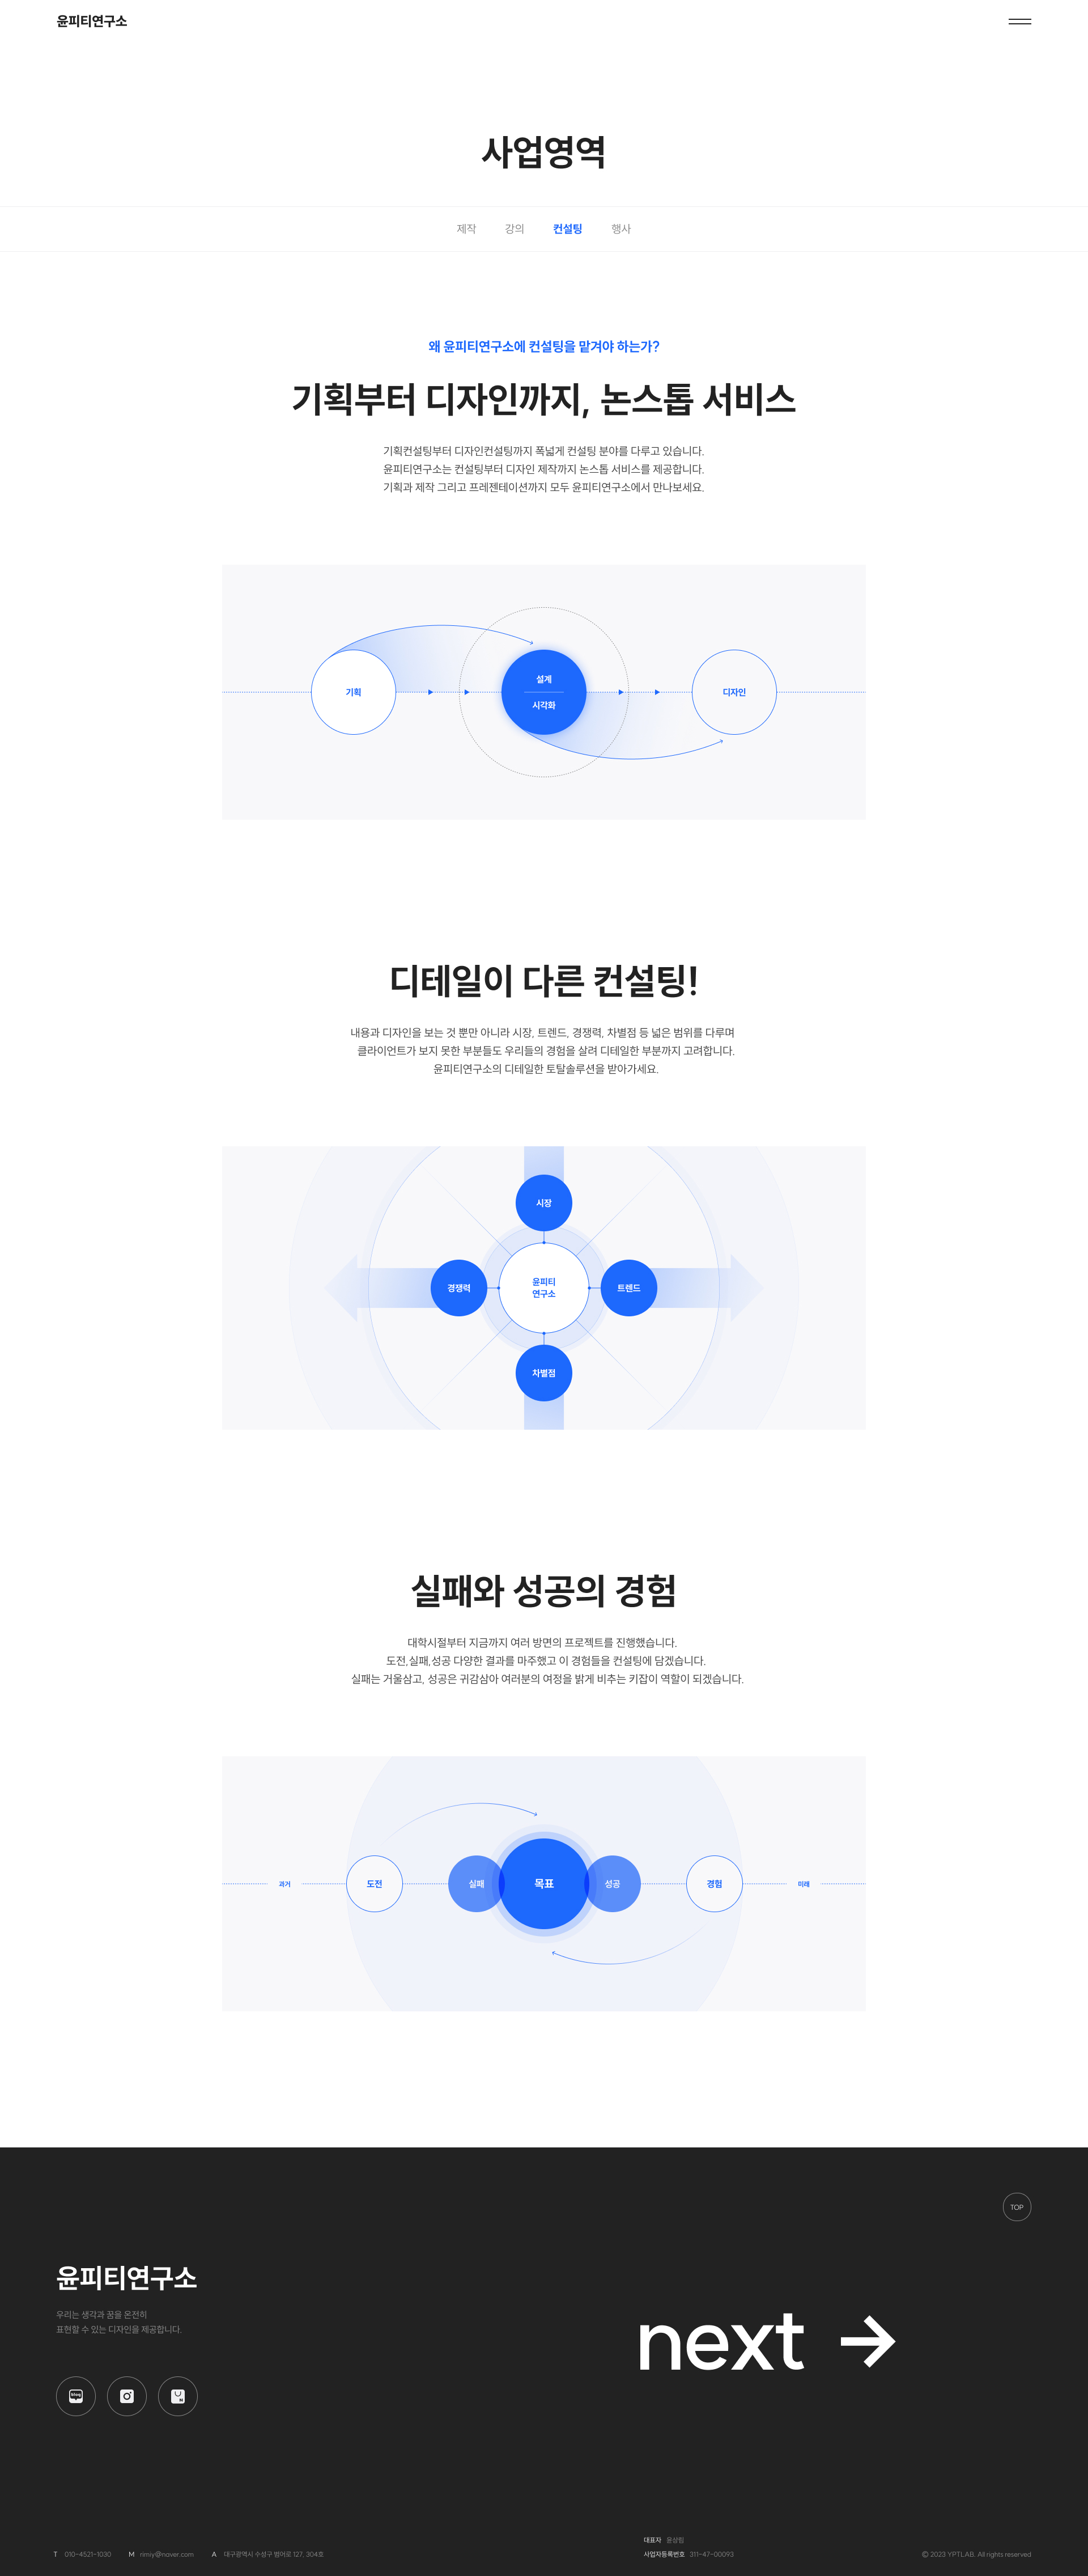 윤피티연구소
사업영역
제작 강의 컨설팅 행사
왜 윤피티연구소에 컨설팅을 맡겨야 하는가?
기획부터 디자인까지, 논스톱 서비스
기획컨설팅부터 디자인컨설팅까지 폭넓게 컨설팅 분야를 다루고 있습니다.
윤피티연구소는 컨설팅부터 디자인 제작까지 논스톱 서비스를 제공합니다.
기획과 제작 그리고 프레젠테이션까지 모두 윤피티연구소에서 만나보세요.
기획
설계
시각화
디자인
디테일이 다른 컨설팅!
내용과 디자인을 보는 것 뿐만 아니라 시장, 트렌드, 경쟁력, 차별점 등 넓은 범위를 다루며
클라이언트가 보지 못한 부분들도 우리들의 경험을 살려 디테일한 부분까지 고려합니다.
윤피티연구소의 디테일한 토탈솔루션을 받아가세요.
시장
경쟁력
윤피티
연구소
트렌드
차별점
실패와 성공의 경험
대학시절부터 지금까지 여러 방면의 프로젝트를 진행했습니다.
도전,실패,성공 다양한 결과를 마주했고 이 경험들을 컨설팅에 담겠습니다.
실패는 거울삼고, 성공은 귀감삼아 여러분의 여정을 밝게 비추는 키잡이 역할이 되겠습니다.
과거 도전 실패 목표 성공 경험 미래
TOP
윤피티연구소
우리는 생각과 꿈을 온전히
표현할 수 있는 디자인을 제공합니다.
next
대표자 윤상림
T 010-4521-1030 M rimiy@naver.com A 대구광역시 수성구 범어로 127, 304호 사업자등록번호 311-47-00093 © 2023 YPTLAB. All rights reserved